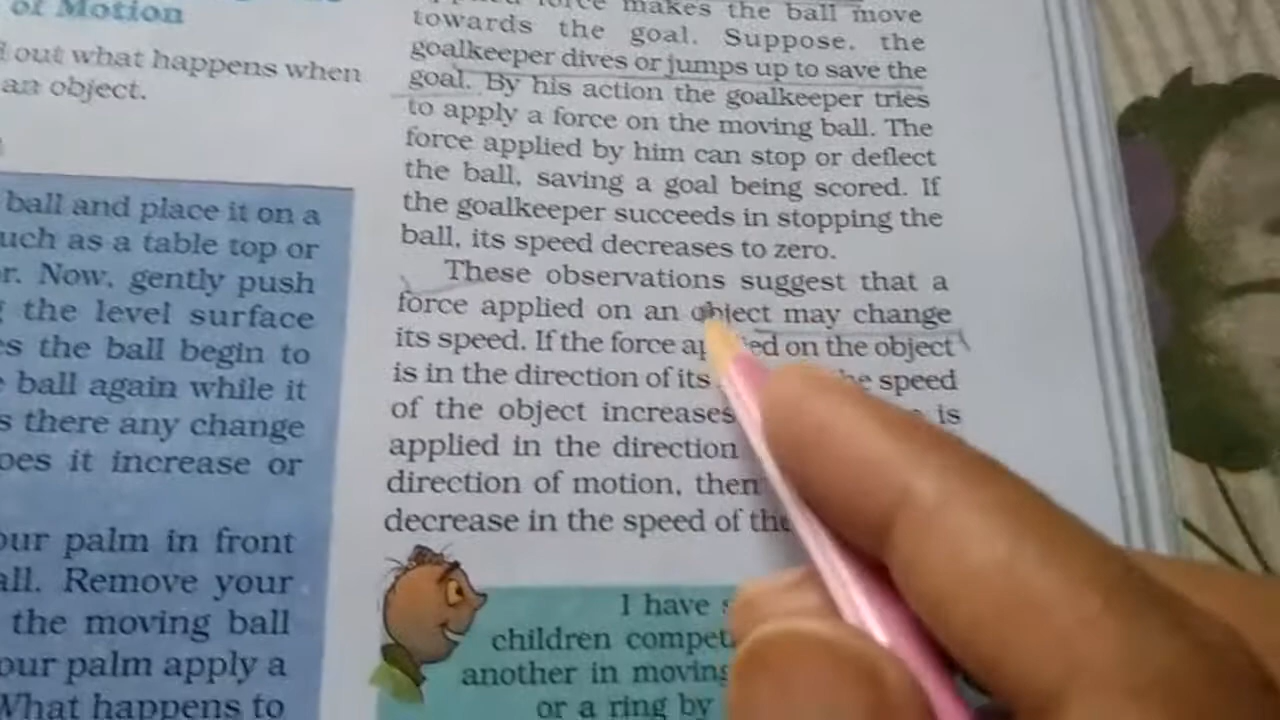 of Motion
out what happens when
an object.
ball and place it on a
such as a table top or
Now, gently push
the level surface
the ball begin to
ball again while it
there any change
it increase or
palm in front
Remove your
the moving ball
palm apply a
What happens to
force makes the ball move
towards the goal. Suppose, the
goalkeeper dives or jumps up to save the
goal. By his action the goalkeeper tries
to apply a force on the moving ball. The
force applied by him can stop or deflect
the ball, saving a goal being scored. If
the goalkeeper succeeds in stopping the
ball, its speed decreases to zero.
These observations suggest that a
force applied on an object may change
its speed. If the force applied on the object
is in the direction of its speed
of the object increases is
applied in the direction
direction of motion, then
decrease in the speed of the
I have
children
another in moving
or a ring by